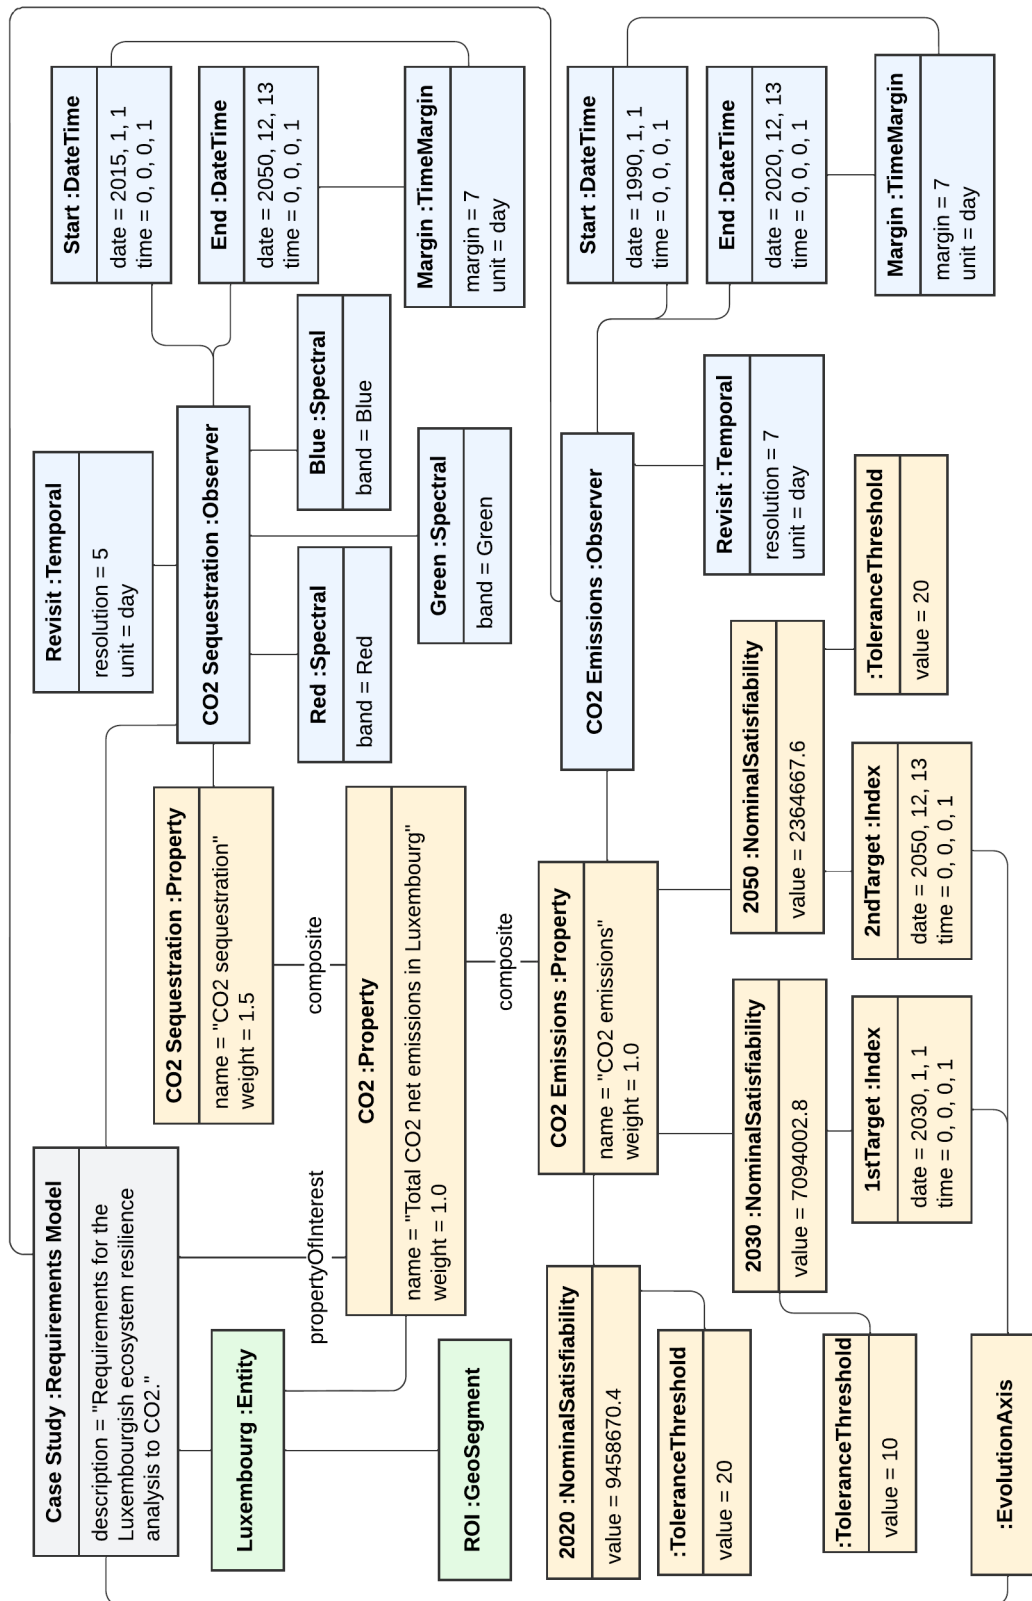 Case Study :Requirements Model
description = "Requirements for the
Luxembourgish ecosystem resilience
analysis to CO2."
Luxembourg :Entity
ROI :GeoSegment
propertyOfInterest
CO2 Sequestration :Property
name = "CO2 sequestration"
weight = 1.5
composite
CO2 :Property
name = "Total CO2 net emissions in Luxembourg"
weight = 1.0
composite
CO2 Emissions :Property
name = "CO2 emissions"
weight = 1.0
2020 :NominalSatisfiability
value = 9458670.4
:ToleranceThreshold
value = 20
2030 :NominalSatisfiability
value = 7094002.8
:ToleranceThreshold
value = 10
1stTarget :Index
date = 2030, 1, 1
time = 0, 0, 0, 1
2050 :NominalSatisfiability
value = 2364667.6
:ToleranceThreshold
value = 20
2ndTarget :Index
date = 2050, 12, 13
time = 0, 0, 0, 1
:EvolutionAxis
Revisit :Temporal
resolution = 5
unit = day
CO2 Sequestration :Observer
Red :Spectral
band = Red
Green :Spectral
band = Green
Blue :Spectral
band = Blue
Start :DateTime
date = 2015, 1, 1
time = 0, 0, 0, 1
End :DateTime
date = 2050, 12, 13
time = 0, 0, 0, 1
Margin :TimeMargin
margin = 7
unit = day
CO2 Emissions :Observer
Revisit :Temporal
resolution = 7
unit = day
Start :DateTime
date = 1990, 1, 1
time = 0, 0, 0, 1
End :DateTime
date = 2020, 12, 13
time = 0, 0, 0, 1
Margin :TimeMargin
margin = 7
unit = day